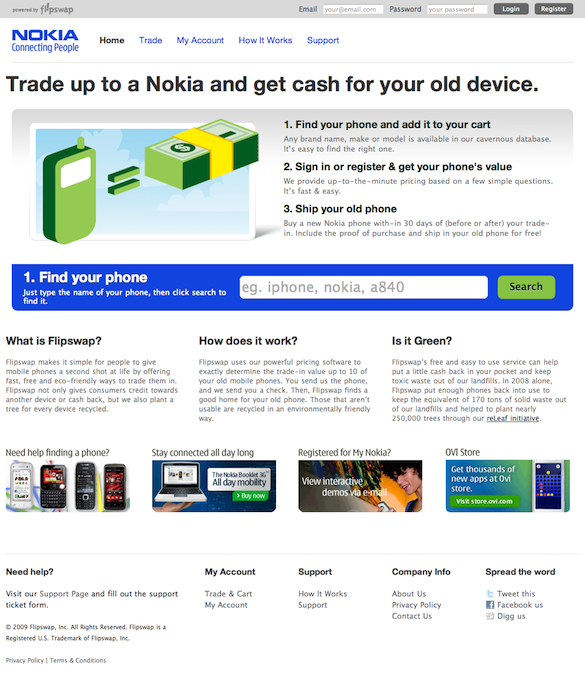 powered by flipswap
Email your@email.com Password your password Login Register
NOKIA
Connecting People
Home Trade My Account How It Works Support
Trade up to a Nokia and get cash for your old device.
1. Find your phone and add it to your cart
Any brand name, make or model is available in our cavernous database.
It's easy to find the right one.
2. Sign in or register & get your phone's value
We provide up-to-the-minute pricing based on a few simple questions.
It's fast & easy.
3. Ship your old phone
Buy a new Nokia phone with-in 30 days of (before or after) your trade-
in. Include the proof of purchase and ship in your old phone for free!
$
$
1. Find your phone
Just type the name of your phone, then click search to
find it.
eg. iphone, nokia, a840
Search
What is Flipswap?
Flipswap makes it simple for people to give
mobile phones a second shot at life by offering
fast, free and eco-friendly ways to trade them in.
Flipswap not only gives consumers credit towards
another device or cash back, but we also plant a
tree for every device recycled.
How does it work?
Flipswap uses our powerful pricing software to
exactly determine the trade-in value up to 10 of
your old mobile phones. You send us the phone,
and we send you a check. Then, Flipswap finds a
good home for your old phone. Those that aren't
usable are recycled in an environmentally friendly
way.
Is it Green?
Flipswap's free and easy to use service can help
put a little cash back in your pocket and keep
toxic waste out of our landfills. In 2008 alone,
Flipswap put enough phones back into use to
keep the equivalent of 170 tons of solid waste out
of our landfills and helped to plant nearly
250,000 trees through our reLeaf initiative.
Need help finding a phone?
Stay connected all day long
The Nokia Booklet 3G
All day mobility
Buy now
Registered for My Nokia?
View interactive
demos via e-mail
OVI Store
Get thousands of
new apps at Ovi
store.
Visit store.ovi.com
Need help?
Visit our Support Page and fill out the support
ticket form.
© 2009 Flipswap, Inc. All Rights Reserved. Flipswap is a
Registered U.S. Trademark of Flipswap, Inc.
Privacy Policy | Terms & Conditions
My Account
Trade & Cart
My Account
Support
How It Works
Support
Company Info
About Us
Privacy Policy
Contact Us
Spread the word
Tweet this
Facebook us
Digg us